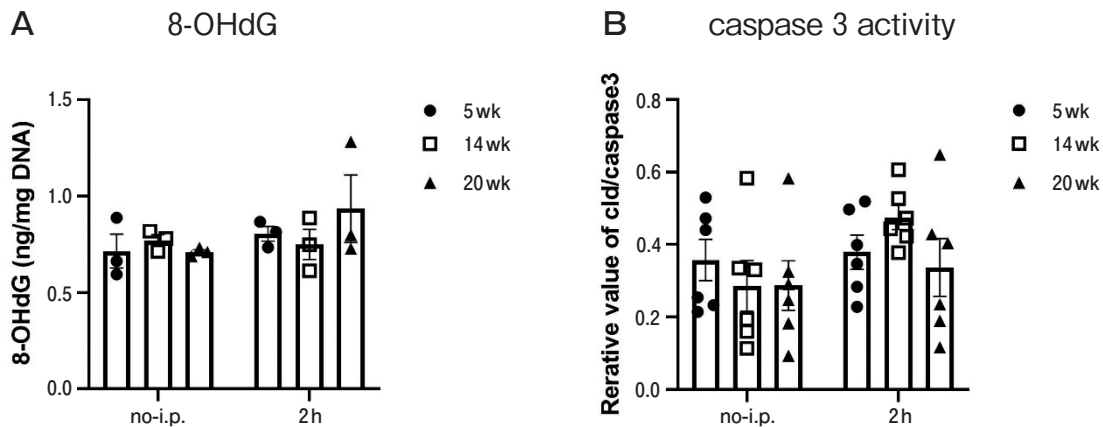 A 8-OHdG
8-OHdG (ng/mg DNA)
1.5
1.0
0.5
0.0
no-i.p. 2h
5wk
14wk
20wk
B caspase 3 activity
Rerative value of cld/caspase3
0.8
0.6
0.4
0.2
0.0
no-i.p. 2h
5wk
14wk
20wk